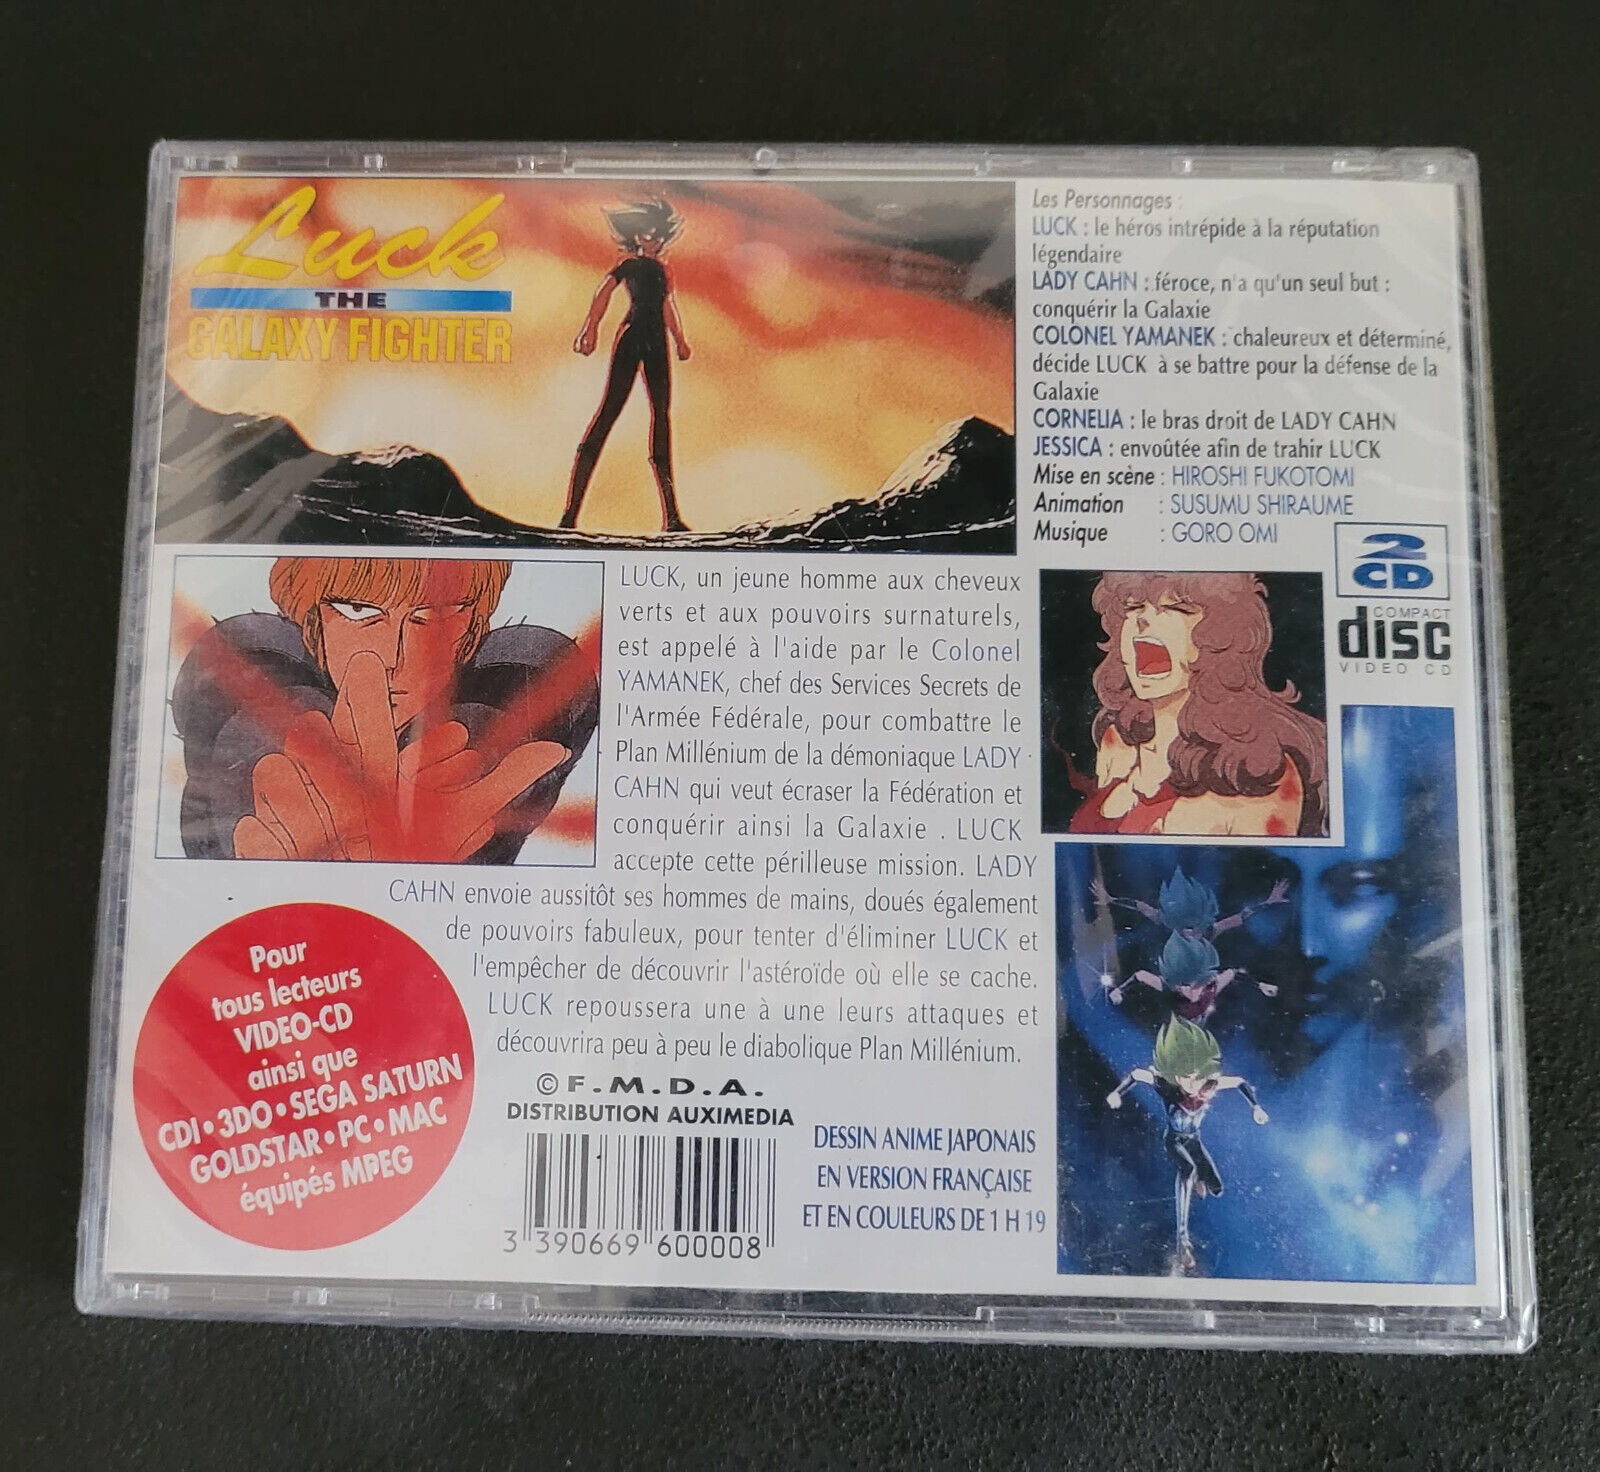 Luck
THE
GALAXY FIGHTER
Les Personnages :
LUCK : le héros intrépide à la réputation
légendaire
LADY CAHN : féroce, n'a qu'un seul but :
conquérir la Galaxie
COLONEL YAMANEK : chaleureux et déterminé,
décide LUCK à se battre pour la défense de la
Galaxie
CORNELIA : le bras droit de LADY CAHN
JESSICA : envoûtée afin de trahir LUCK
Mise en scène : HIROSHI FUKOTOMI
Animation : SUSUMU SHIRAUME
Musique : GORO OMI
2
CD
COMPACT
disc
VIDEO CD
LUCK, un jeune homme aux cheveux
verts et aux pouvoirs surnaturels,
est appelé à l'aide par le Colonel
YAMANEK, chef des Services Secrets de
l'Armée Fédérale, pour combattre le
Plan Millénium de la démoniaque LADY
CAHN qui veut écraser la Fédération et
conquérir ainsi la Galaxie . LUCK
accepte cette périlleuse mission. LADY
CAHN envoie aussitôt ses hommes de mains, doués également
de pouvoirs fabuleux, pour tenter d'éliminer LUCK et
l'empêcher de découvrir l'astéroïde où elle se cache.
LUCK repoussera une à une leurs attaques et
découvrira peu à peu le diabolique Plan Millénium.
Pour
tous lecteurs
VIDEO-CD
ainsi que
CDI • 3DO • SEGA SATURN
GOLDSTAR • PC • MAC
équipés MPEG
© F.M.D.A.
DISTRIBUTION AUXIMEDIA
3 390669 600008
DESSIN ANIME JAPONAIS
EN VERSION FRANÇAISE
ET EN COULEURS DE 1 H 19